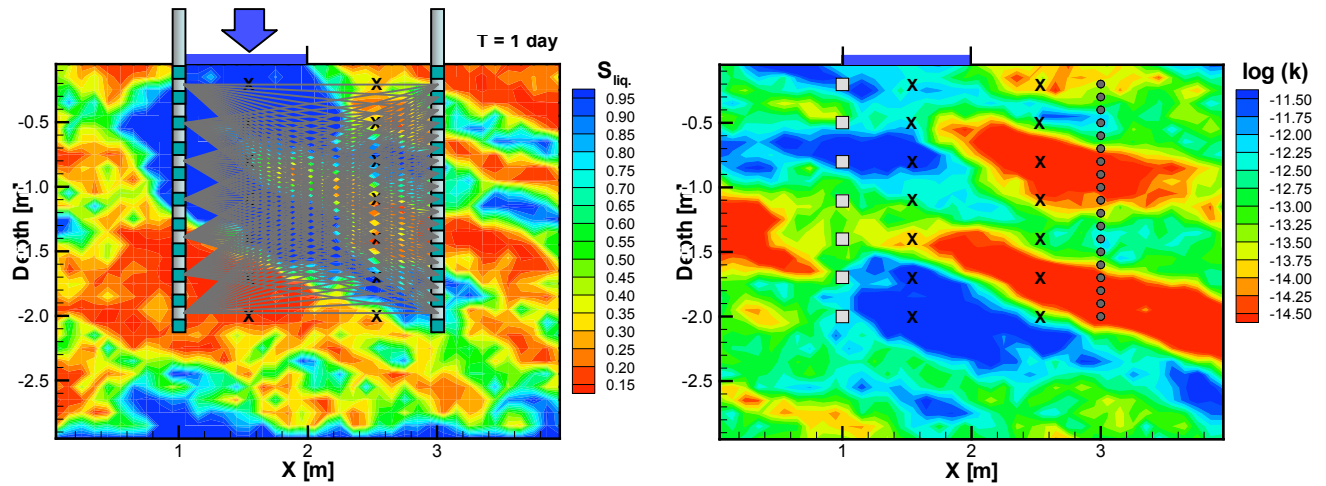 T = 1 day
S liq.
0.95
0.90
0.85
0.80
0.75
0.70
0.65
0.60
0.55
0.50
0.45
0.40
0.35
0.30
0.25
0.20
0.15
Depth [m]
-0.5
-1.0
-1.5
-2.0
-2.5
X X
X X
X X
X X
X X
X X
X X
1 2 3
X [m]
log (k)
-11.50
-11.75
-12.00
-12.25
-12.50
-12.75
-13.00
-13.25
-13.50
-13.75
-14.00
-14.25
-14.50
Depth [m]
-0.5
-1.0
-1.5
-2.0
-2.5
X X
X X
X X
X X
X X
X X
X X
1 2 3
X [m]